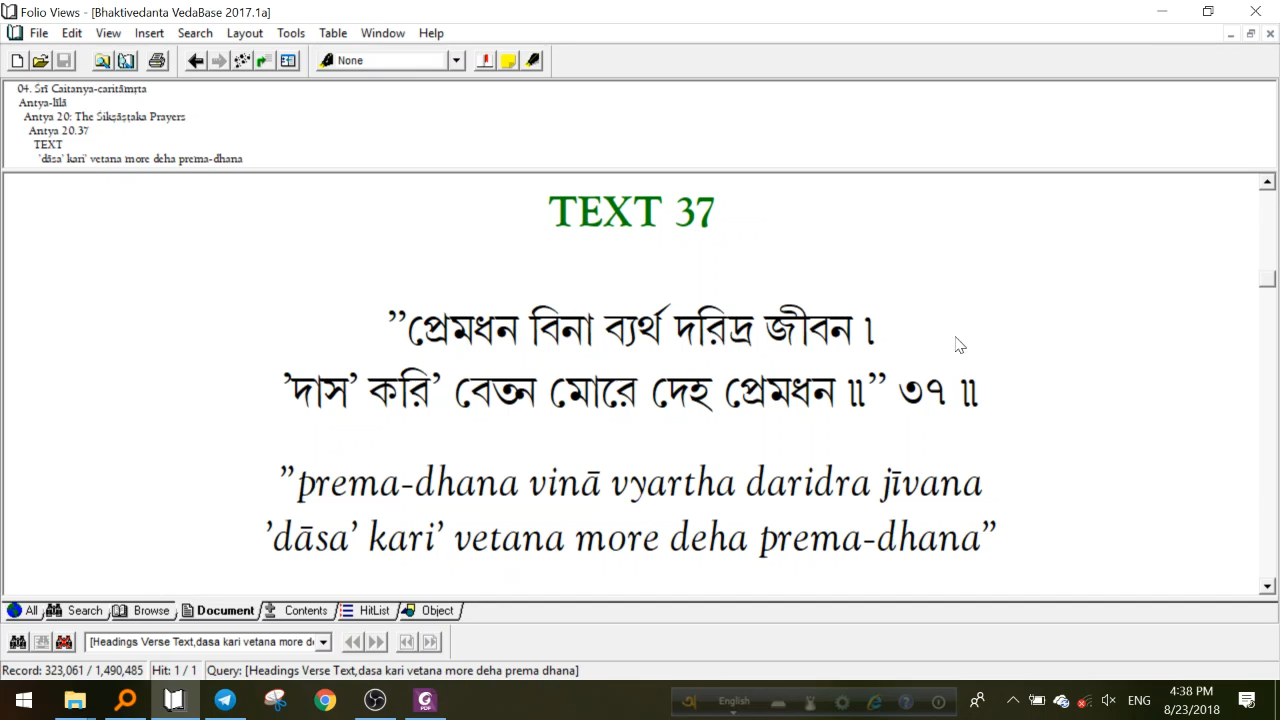 Folio Views - [Bhaktivedanta VedaBase 2017.1a]
File Edit View Insert Search Layout Tools Table Window Help
None
04. Śrī Caitanya-caritāmṛta
Antya-līlā
Antya 20: The Śikṣāṣṭaka Prayers
Antya 20.37
TEXT
'dāsa' kari' vetana more deha prema-dhana
TEXT 37
”প্রেমধন বিনা ব্যর্থ দরিদ্র জীবন ৷
’দাস’ করি’ বেতন মোরে দেহ প্রেমধন ৷৷” ৩৭ ৷৷
”prema-dhana vinā vyartha daridra jīvana
’dāsa’ kari’ vetana more deha prema-dhana”
All Search Browse Document Contents HitList Object
[Headings Verse Text,dasa kari vetana more d
Record: 323,061 / 1,490,485 Hit: 1 / 1 Query: [Headings Verse Text,dasa kari vetana more deha prema dhana]
English ENG 4:38 PM
8/23/2018